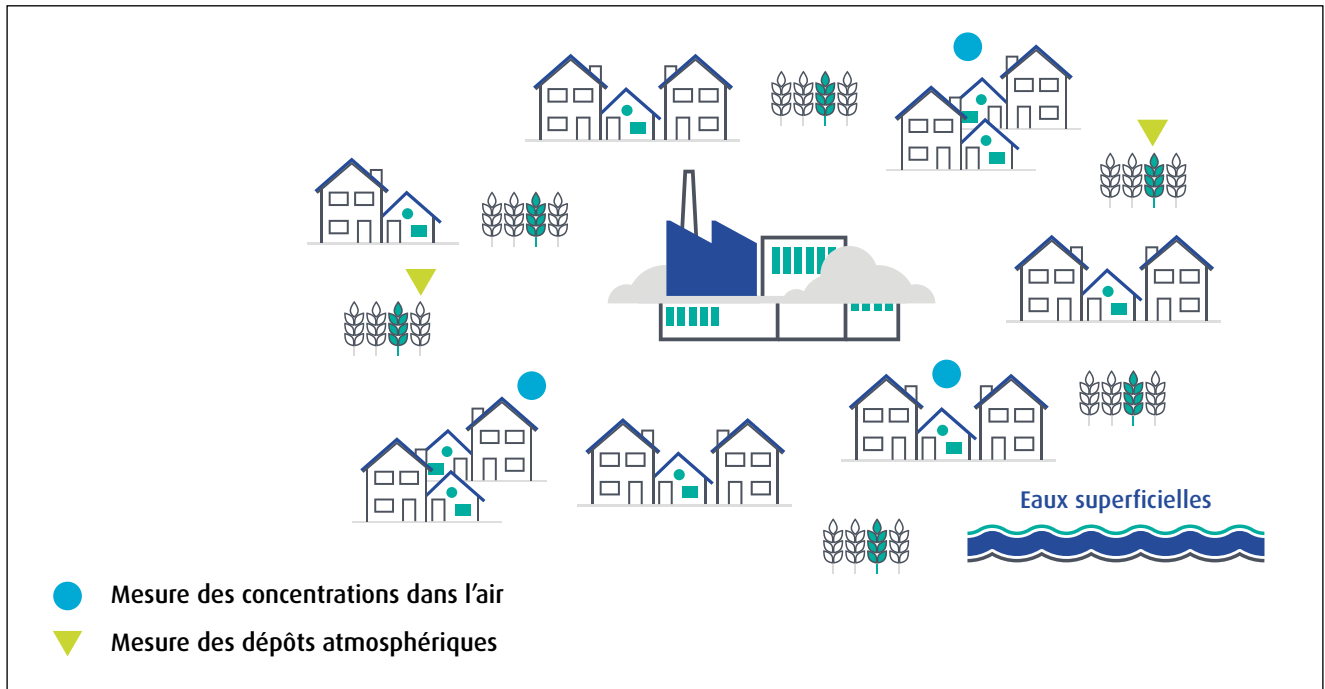 Eaux superficielles
Mesure des concentrations dans l'air
Mesure des dépôts atmosphériques